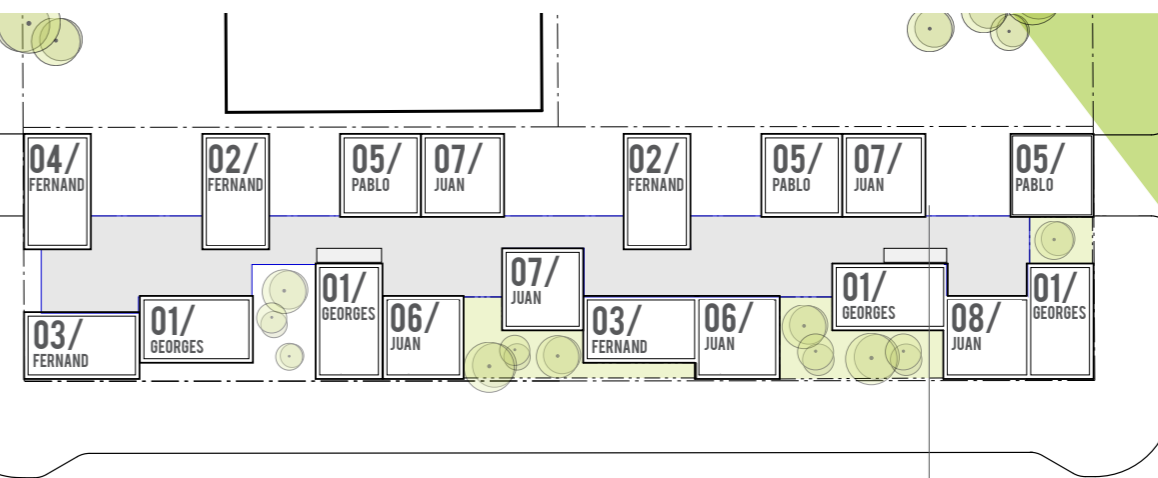 04/
FERNAND
02/
FERNAND
05/
PABLO
07/
JUAN
02/
FERNAND
05/
PABLO
07/
JUAN
05/
PABLO
03/
FERNAND
01/
GEORGES
01/
GEORGES
06/
JUAN
07/
JUAN
03/
FERNAND
06/
JUAN
01/
GEORGES
08/
JUAN
01/
GEORGES